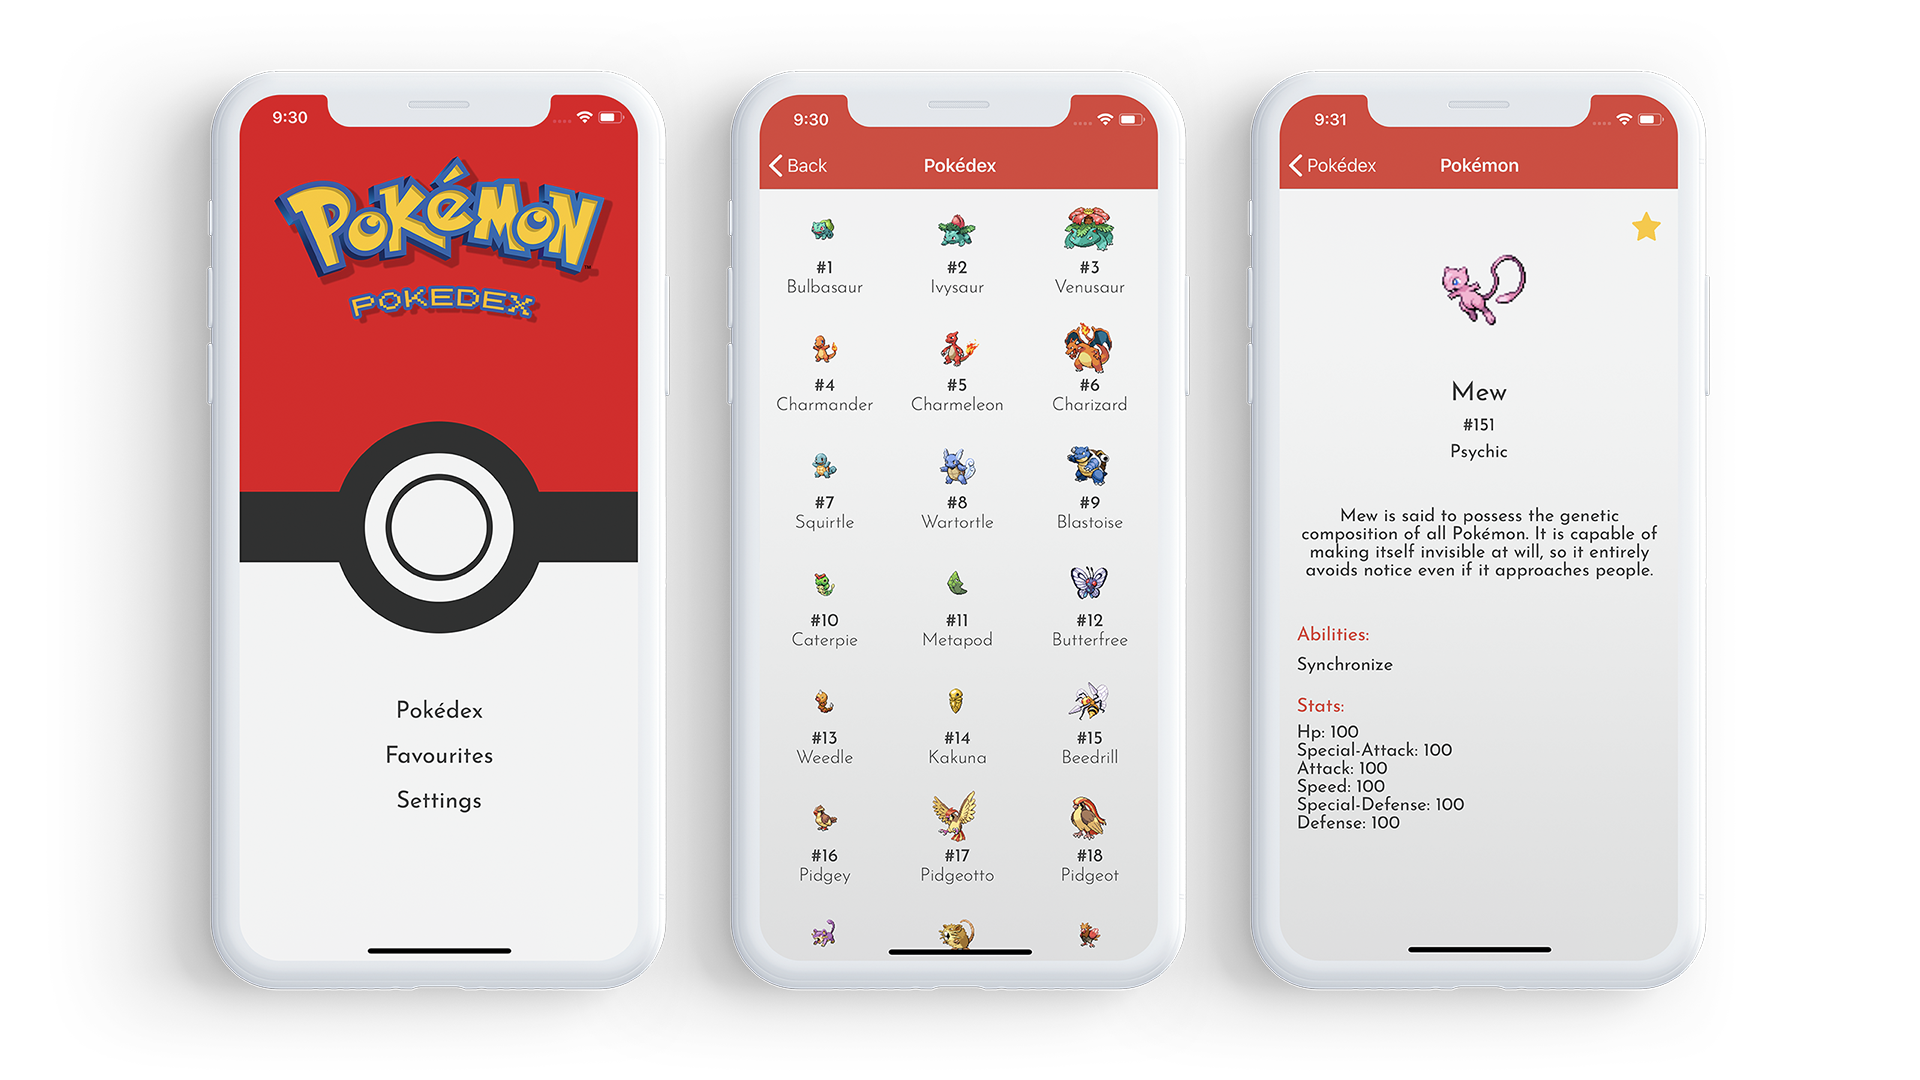 9:30
POKéMON
™
POKEDEX
Pokédex
Favourites
Settings
9:30
Back
Pokédex
#1
#2
#3
Bulbasaur
Ivysaur
Venusaur
#4
#5
#6
Charmander
Charmeleon
Charizard
#7
#8
#9
Squirtle
Wartortle
Blastoise
#10
#11
#12
Caterpie
Metapod
Butterfree
#13
#14
#15
Weedle
Kakuna
Beedrill
#16
#17
#18
Pidgey
Pidgeotto
Pidgeot
9:31
Pokédex
Pokémon
Mew
#151
Psychic
Mew is said to possess the genetic
composition of all Pokémon. It is capable of
making itself invisible at will, so it entirely
avoids notice even if it approaches people.
Abilities:
Synchronize
Stats:
Hp: 100
Special-Attack: 100
Attack: 100
Speed: 100
Special-Defense: 100
Defense: 100